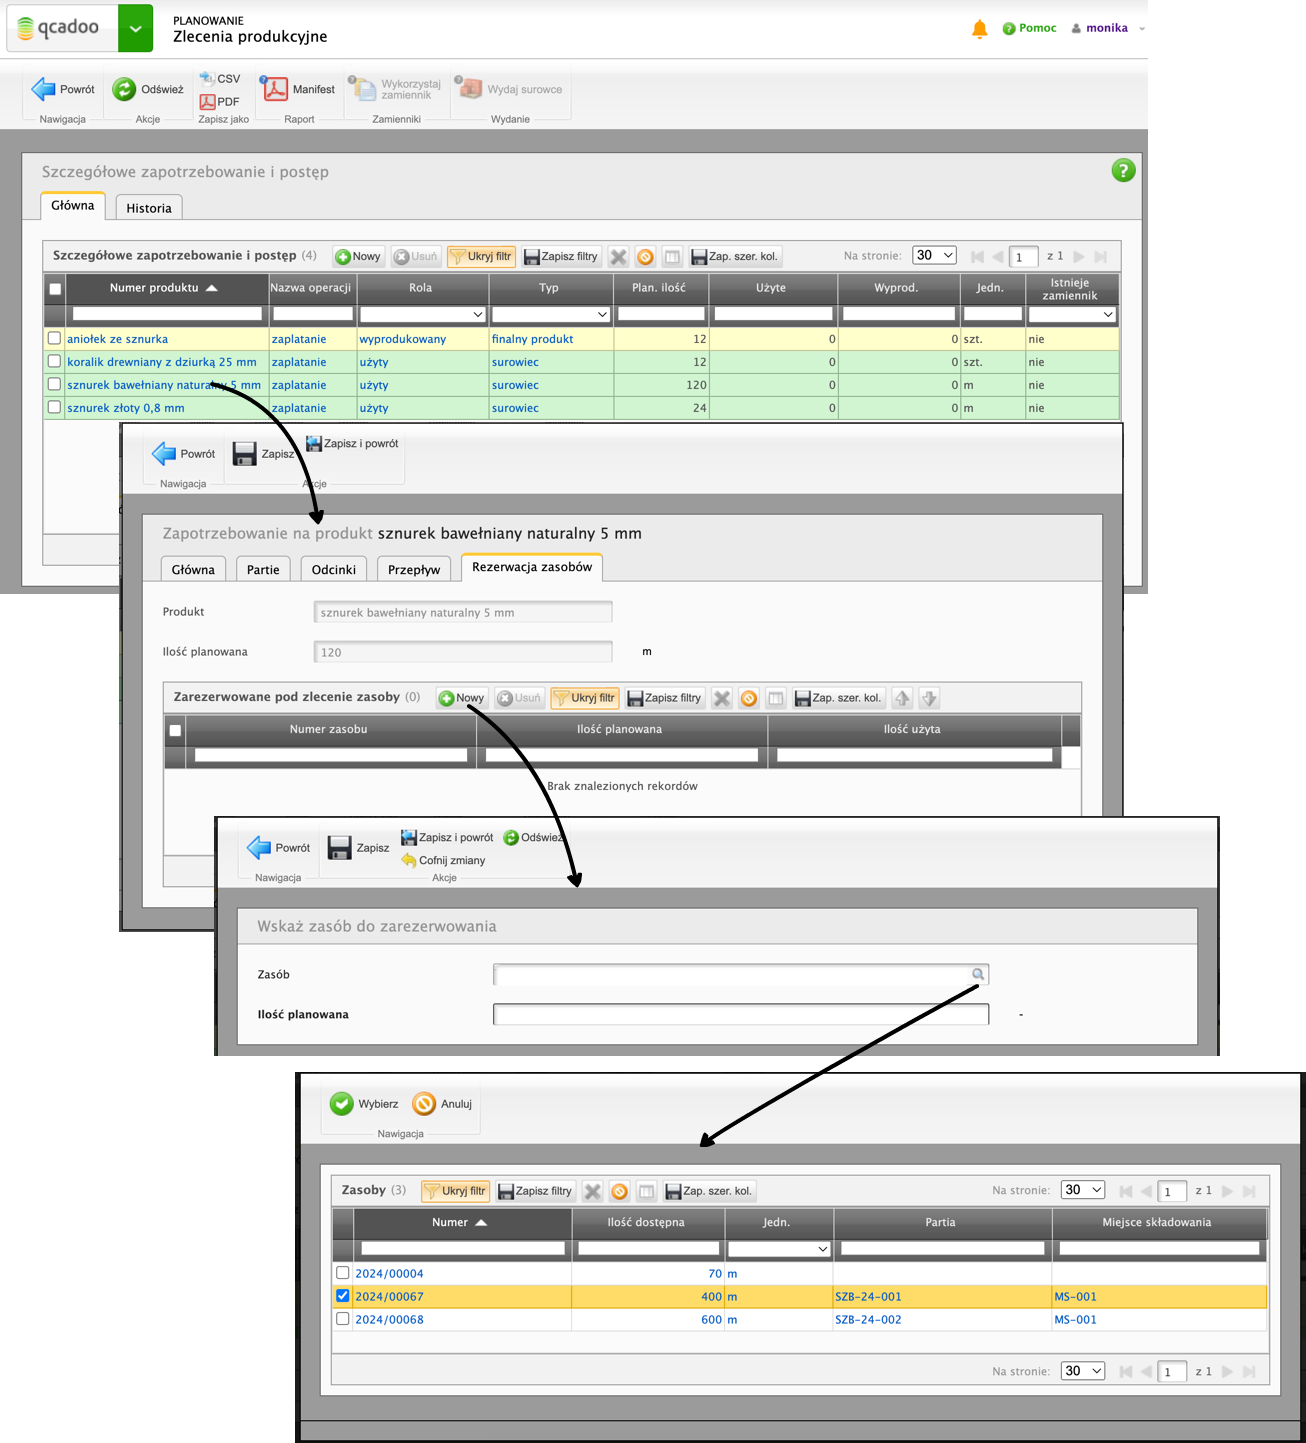 qcadoo
PLANOWANIE
Zlecenia produkcyjne
Pomoc
monika
Powrót
Nawigacja
Odśwież
Akcje
CSV
PDF
Zapisz jako
Manifest
Raport
Wykorzystaj
zamiennik
Zamienniki
Wydaj surowce
Wydanie
Szczegółowe zapotrzebowanie i postęp
Główna
Historia
Szczegółowe zapotrzebowanie i postęp (4) Nowy Usuń Ukryj filtr Zapisz filtry Zap. szer. kol. Na stronie: 30 1 z 1
Numer produktu Nazwa operacji Rola Typ Plan. ilość Użyte Wyprod. Jedn. Istnieje zamiennik
aniołek ze sznurka zaplatanie wyprodukowany finalny produkt 12 0 0 szt. nie
koralik drewniany z dziurką 25 mm zaplatanie użyty surowiec 12 0 0 szt. nie
sznurek bawełniany naturalny 5 mm zaplatanie użyty surowiec 120 0 0 m nie
sznurek złoty 0,8 mm zaplatanie użyty surowiec 24 0 0 m nie
Powrót
Nawigacja
Zapisz
Zapisz i powrót
Akcje
Zapotrzebowanie na produkt sznurek bawełniany naturalny 5 mm
Główna Partie Odcinki Przepływ Rezerwacja zasobów
Produkt sznurek bawełniany naturalny 5 mm
Ilość planowana 120 m
Zarezerwowane pod zlecenie zasoby (0) Nowy Usuń Ukryj filtr Zapisz filtry Zap. szer. kol.
Numer zasobu Ilość planowana Ilość użyta
Brak znalezionych rekordów
Powrót
Nawigacja
Zapisz
Zapisz i powrót Odśwież
Cofnij zmiany
Akcje
Wskaż zasób do zarezerwowania
Zasób
Ilość planowana -
Wybierz Anuluj
Nawigacja
Zasoby (3) Ukryj filtr Zapisz filtry Zap. szer. kol. Na stronie: 30 1 z 1
Numer Ilość dostępna Jedn. Partia Miejsce składowania
2024/00004 70 m
2024/00067 400 m SZB-24-001 MS-001
2024/00068 600 m SZB-24-002 MS-001
Na stronie: 30 1 z 1